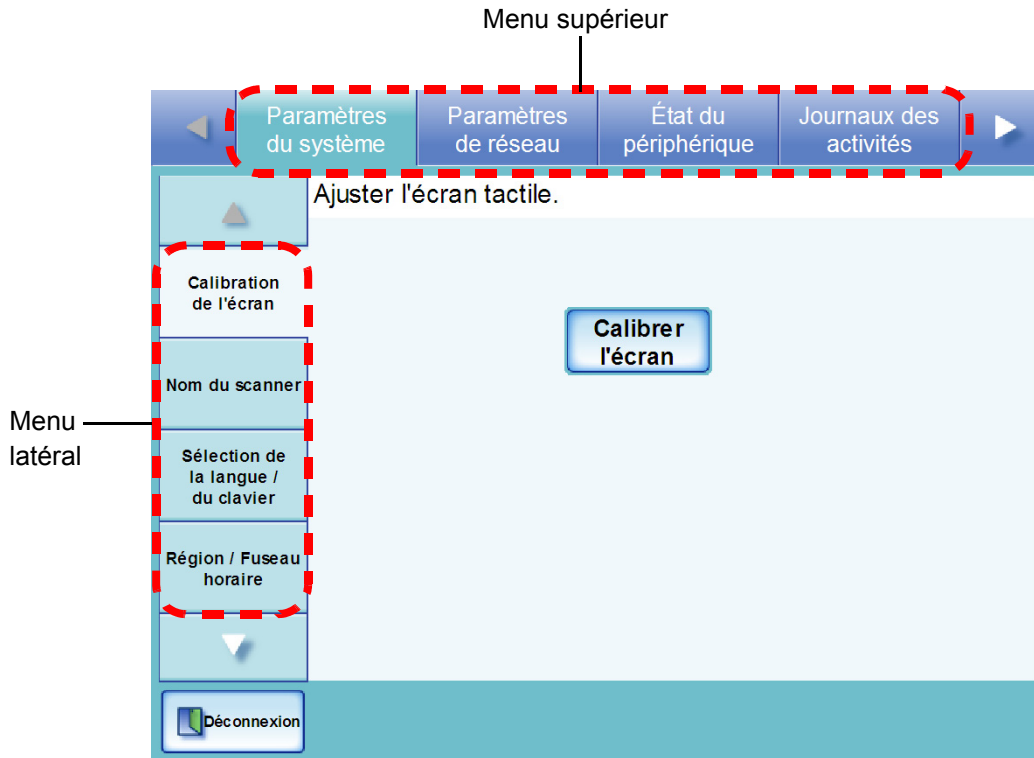 Menu supérieur
Paramètres
du système
Paramètres
de réseau
État du
périphérique
Journaux des
activités
Ajuster l'écran tactile.
Calibration
de l'écran
Calibrer
l'écran
Nom du scanner
Menu
latéral
Sélection de
la langue /
du clavier
Région / Fuseau
horaire
Déconnexion